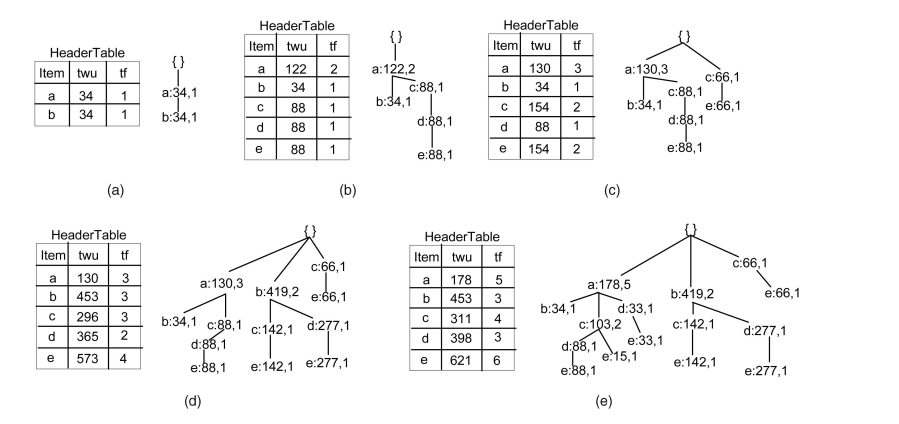 HeaderTable
Item twu tf
a 34 1
b 34 1
{ }
a:34,1
b:34,1
(a)
HeaderTable
Item twu tf
a 122 2
b 34 1
c 88 1
d 88 1
e 88 1
{ }
a:122,2
c:88,1
b:34,1
d:88,1
e:88,1
(b)
HeaderTable
Item twu tf
a 130 3
b 34 1
c 154 2
d 88 1
e 154 2
{ }
a:130,3
c:66,1
c:88,1
b:34,1 e:66,1
d:88,1
e:88,1
(c)
HeaderTable
Item twu tf
a 130 3
b 453 3
c 296 3
d 365 2
e 573 4
{ }
c:66,1
a:130,3
b:419,2 e:66,1
b:34,1 c:88,1 c:142,1 d:277,1
d:88,1
e:88,1 e:142,1 e:277,1
(d)
HeaderTable
Item twu tf
a 178 5
b 453 3
c 311 4
d 398 3
e 621 6
{ }
c:66,1
a:178,5
b:419,2 e:66,1
b:34,1 d:33,1
c:103,2 c:142,1 d:277,1
e:33,1
d:88,1 e:15,1
e:88,1 e:142,1 e:277,1
(e)